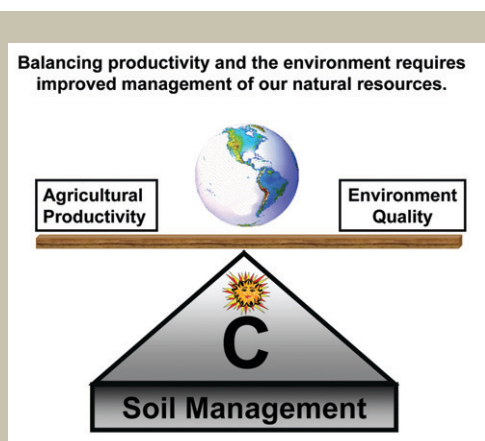 Balancing productivity and the environment requires
improved management of our natural resources.
Agricultural
Productivity
Environment
Quality
C
Soil Management